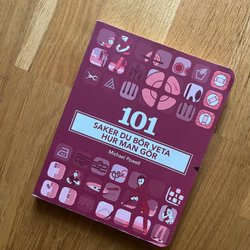 101
SAKER DU BÖR VETA
HUR MAN GÖR
Michael Powell